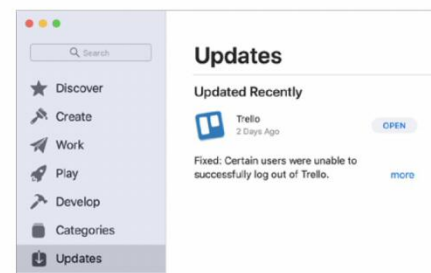 Search
Updates
Discover
Updated Recently
Create
Trello
2 Days Ago
OPEN
Work
Fixed: Certain users were unable to
successfully log out of Trello.
more
Play
Develop
Categories
Updates